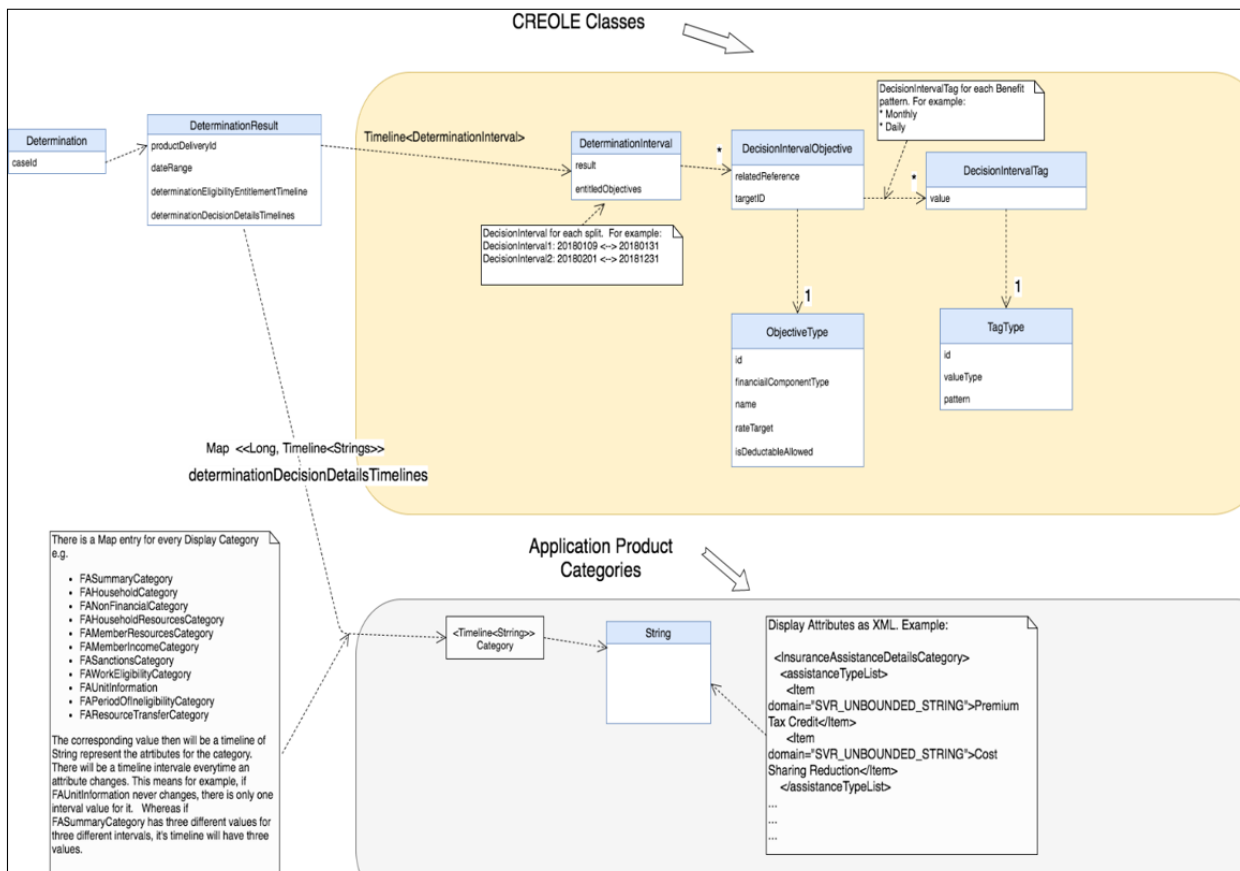 CREOLE Classes
Determination
caseId
DeterminationResult
productDeliveryId
dateRange
determinationEligibilityEntitlementTimeline
determinationDecisionDetailsTimelines
Timeline<DeterminationInterval>
DeterminationInterval
result
entitledObjectives
DecisionInterval for each split.  For example:
DecisionInterval1: 20180109 <--> 20180131
DecisionInterval2: 20180201 <--> 20181231
*
DecisionIntervalObjective
relatedReference
targetID
DecisionIntervalTag for each Benefit
pattern. For example:
* Monthly
* Daily
*
DecisionIntervalTag
value
1
1
ObjectiveType
id
financiailComponentType
name
rateTarget
isDeductableAllowed
TagType
id
valueType
pattern
Map  <<Long, Timeline<Strings>>
determinationDecisionDetailsTimelines
There is a Map entry for every Display Category
e.g.
• FASummaryCategory
• FAHouseholdCategory
• FANonFinancialCategory
• FAHouseholdResourcesCategory
• FAMemberResourcesCategory
• FAMemberIncomeCategory
• FASanctionsCategory
• FAWorkEligibilityCategory
• FAUnitInformation
• FAPeriodOfIneligibilityCategory
• FAResourceTransferCategory
The corresponding value then will be a timeline of
String represent the atrtibutes for the category.
There will be a timeline intervale everytime an
attribute changes. This means for example, if
FAUnitInformation never changes, there is only one
interval value for it.   Whereas if
FASummaryCategory has three different values for
three different intervals, it's timeline will have three
values.
Application Product
Categories
<Timeline<Strring>>
Category
String
Display Attributes as XML. Example:
<InsuranceAssistanceDetailsCategory>
<assistanceTypeList>
<Item
domain="SVR_UNBOUNDED_STRING">Premium
Tax Credit</Item>
<Item
domain="SVR_UNBOUNDED_STRING">Cost
Sharing Reduction</Item>
</assistanceTypeList>
...
...
...